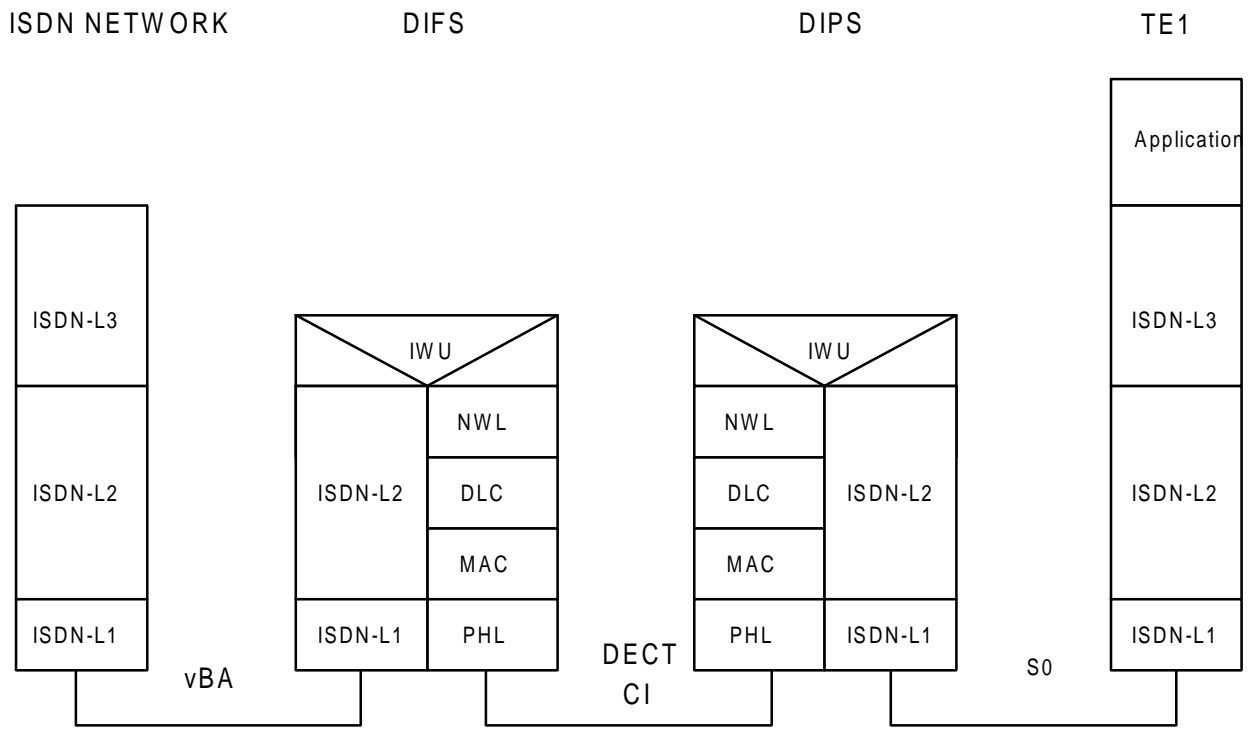 ISDN NETWORK DIFS DIPS TE1
Application
ISDN-L3 ISDN-L3
IWU IWU
NWL NWL
ISDN-L2 ISDN-L2 DLC DLC ISDN-L2 ISDN-L2
MAC MAC
ISDN-L1 ISDN-L1 PHL PHL ISDN-L1 ISDN-L1
vBA DECT S0
CI